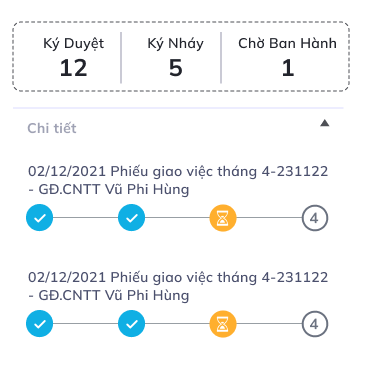 Ký Duyệt Ký Nháy Chờ Ban Hành
12 5 1
Chi tiết
02/12/2021 Phiếu giao việc tháng 4-231122
- GĐ.CNTT Vũ Phi Hùng
4
02/12/2021 Phiếu giao việc tháng 4-231122
- GĐ.CNTT Vũ Phi Hùng
4